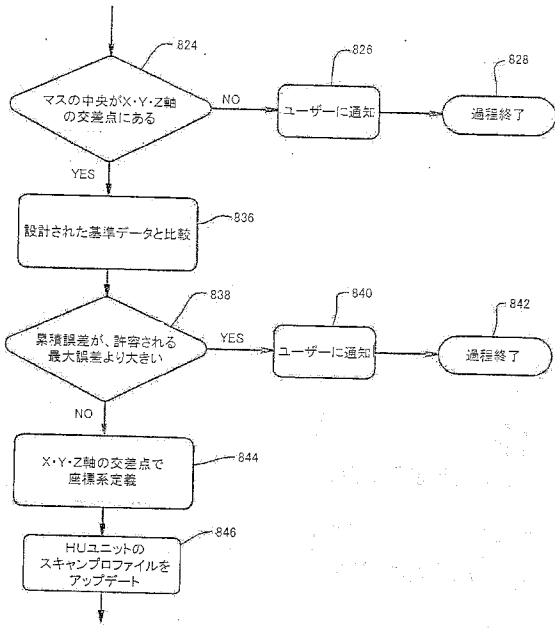 824
マスの中央がX・Y・Z軸
の交差点にある
NO
826
ユーザーに通知
828
過程終了
YES
836
設計された基準データと比較
838
累積誤差が、許容される
最大誤差より大きい
YES
840
ユーザーに通知
842
過程終了
NO
844
X・Y・Z軸の交差点で
座標系定義
846
HUユニットの
スキャンプロファイルを
アップデート